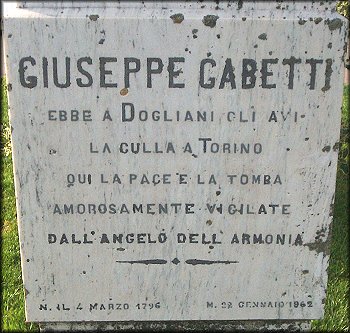 GIUSEPPE GABETTI
EBBE A DOGLIANI GLI AVI
LA CULLA A TORINO
QUI LA PACE E LA TOMBA
AMOROSAMENTE VIGILATE
DALL'ANGELO DELL'ARMONIA
N. IL 4 MARZO 1796 M. 22 GENNAIO 1862